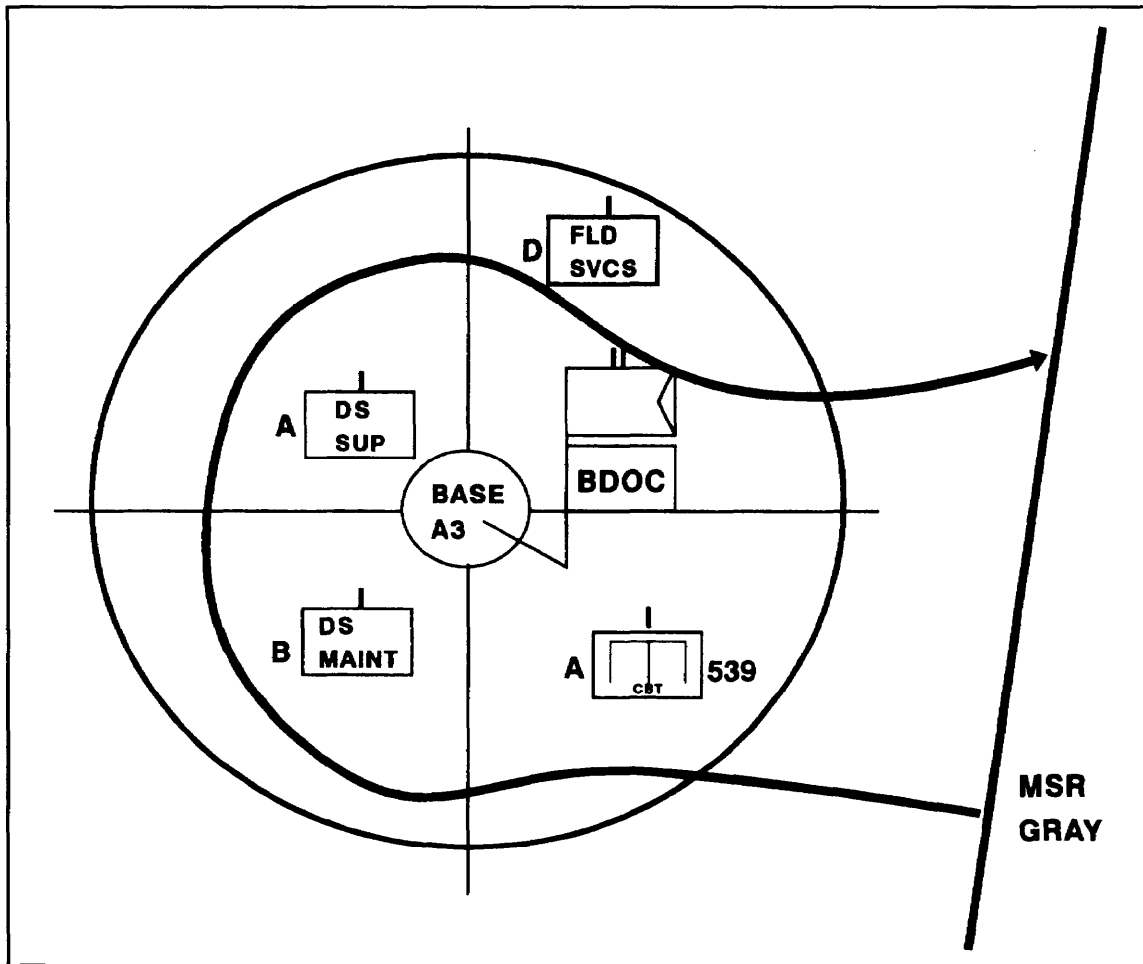 D
FLD
SVCS
A
DS
SUP
BDOC
BASE
A3
B
DS
MAINT
A
CBT
539
MSR
GRAY